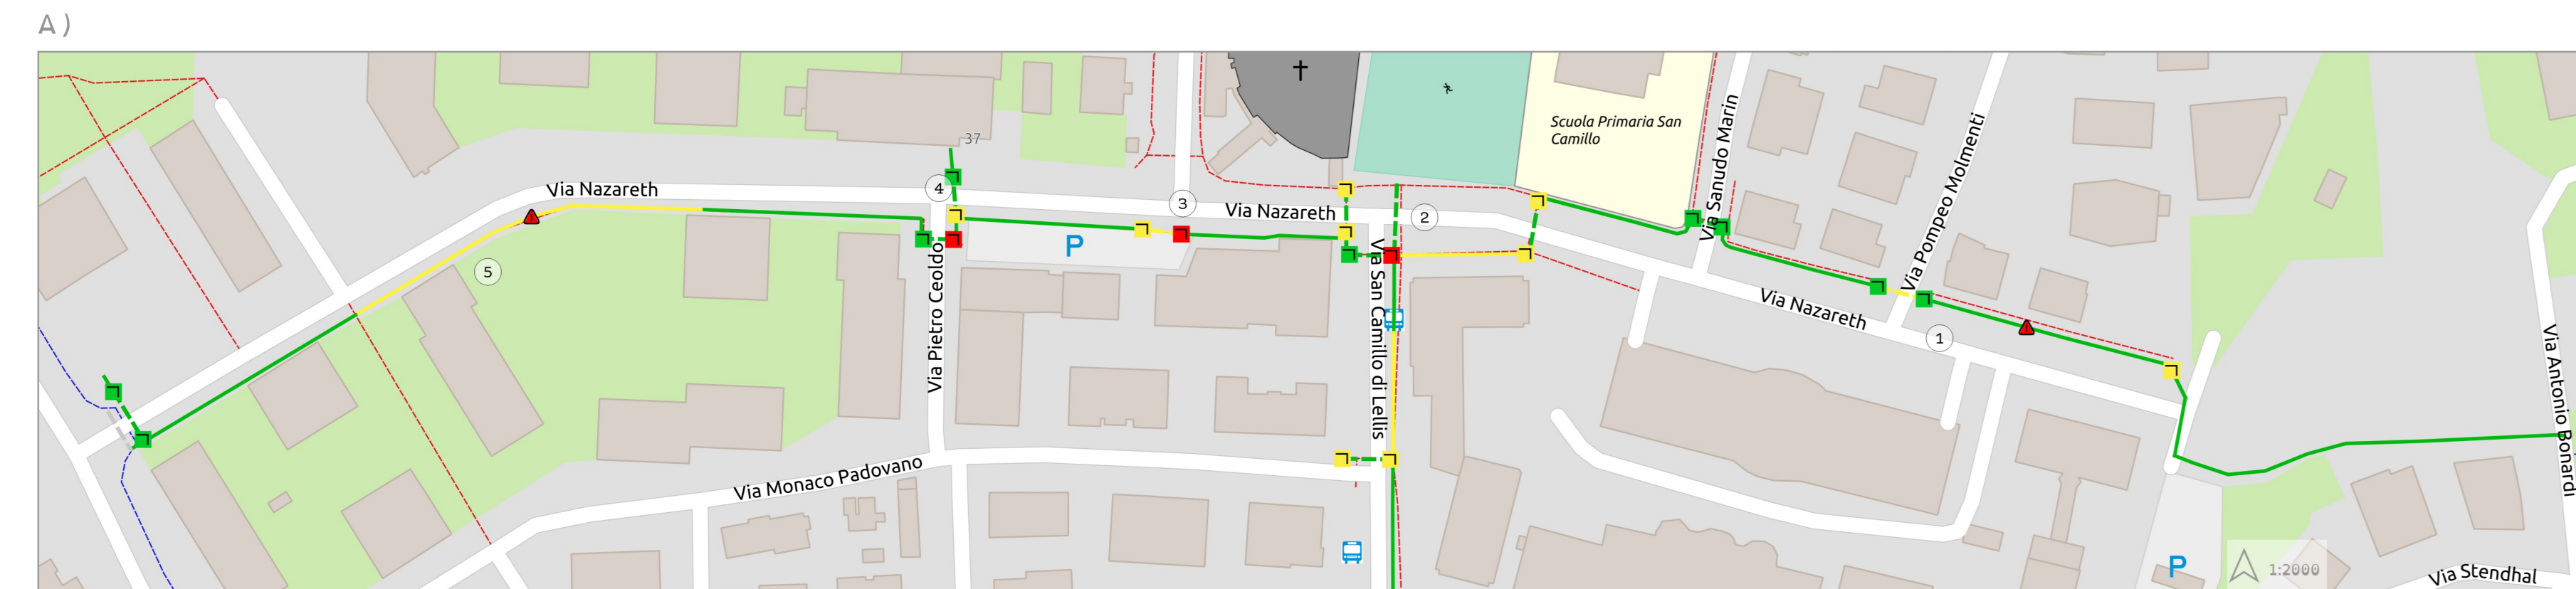 A )
37
Scuola Primaria San
Camillo
Via Sanudo Marin
Via Pompeo Molmenti
Via Nazareth
4
3
Via Nazareth
2
P
5
Via Pietro Ceoldo
Via San Camillo di Lellis
Via Nazareth
1
Via Antonio Bonardi
Via Monaco Padovano
P
1:2000
Via Stendhal